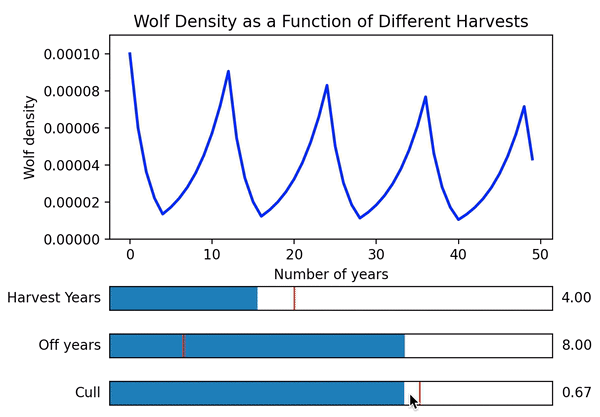 Wolf Density as a Function of Different Harvests
Wolf density
0.00010
0.00008
0.00006
0.00004
0.00002
0.00000
0 10 20 30 40 50
Number of years
Harvest Years 4.00
Off years 8.00
Cull 0.67